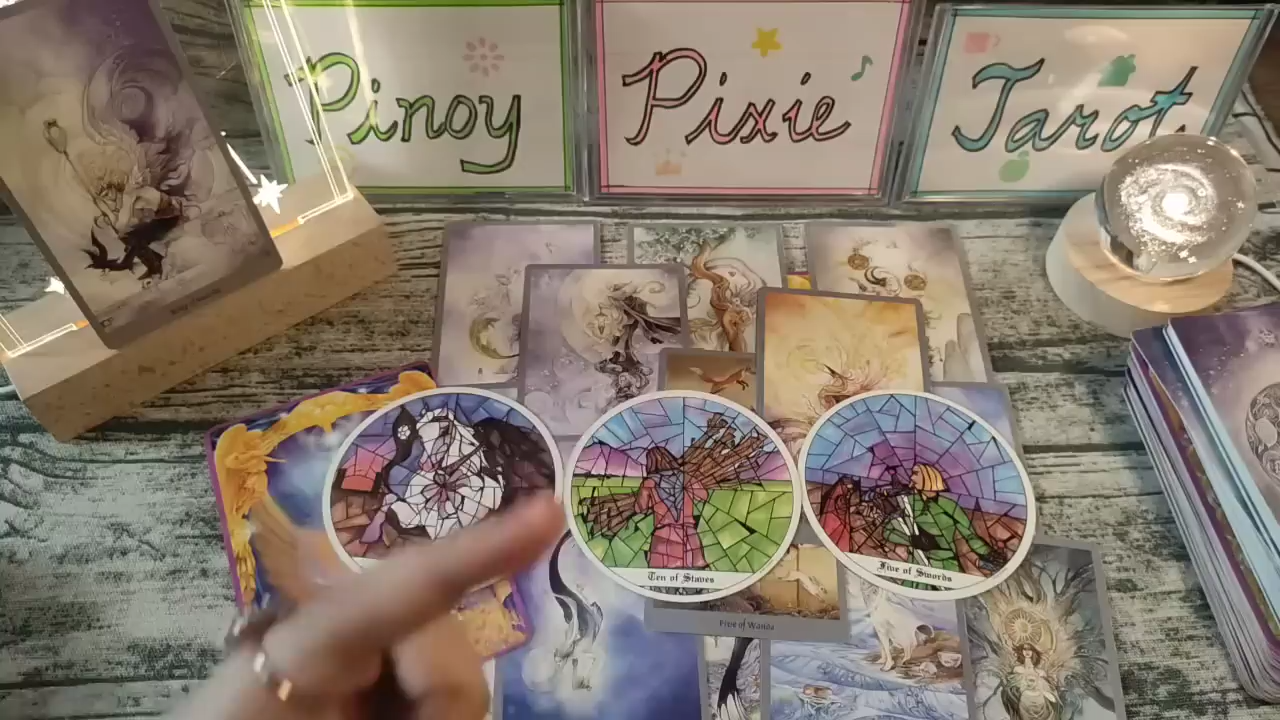 Pinoy
Pixie
Tarot
Ten of Staves
Five of Swords
Five of Wands